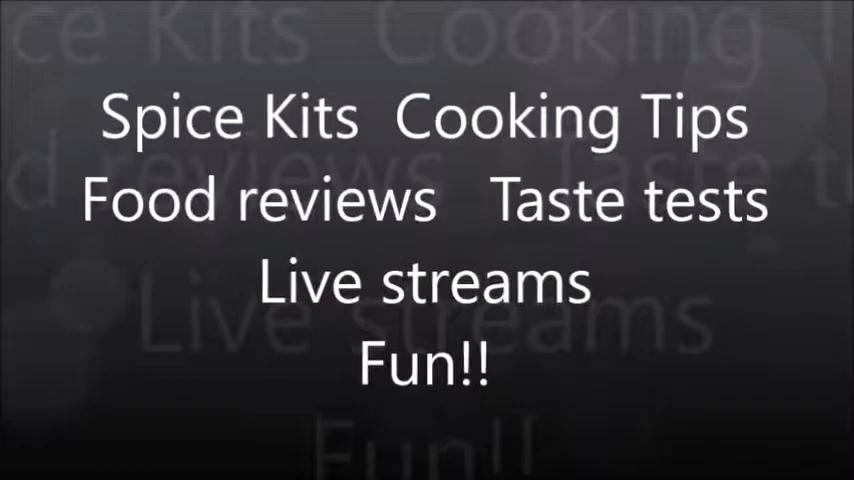 Spice Kits  Cooking Tips
Food reviews   Taste tests
Live streams
Fun!!